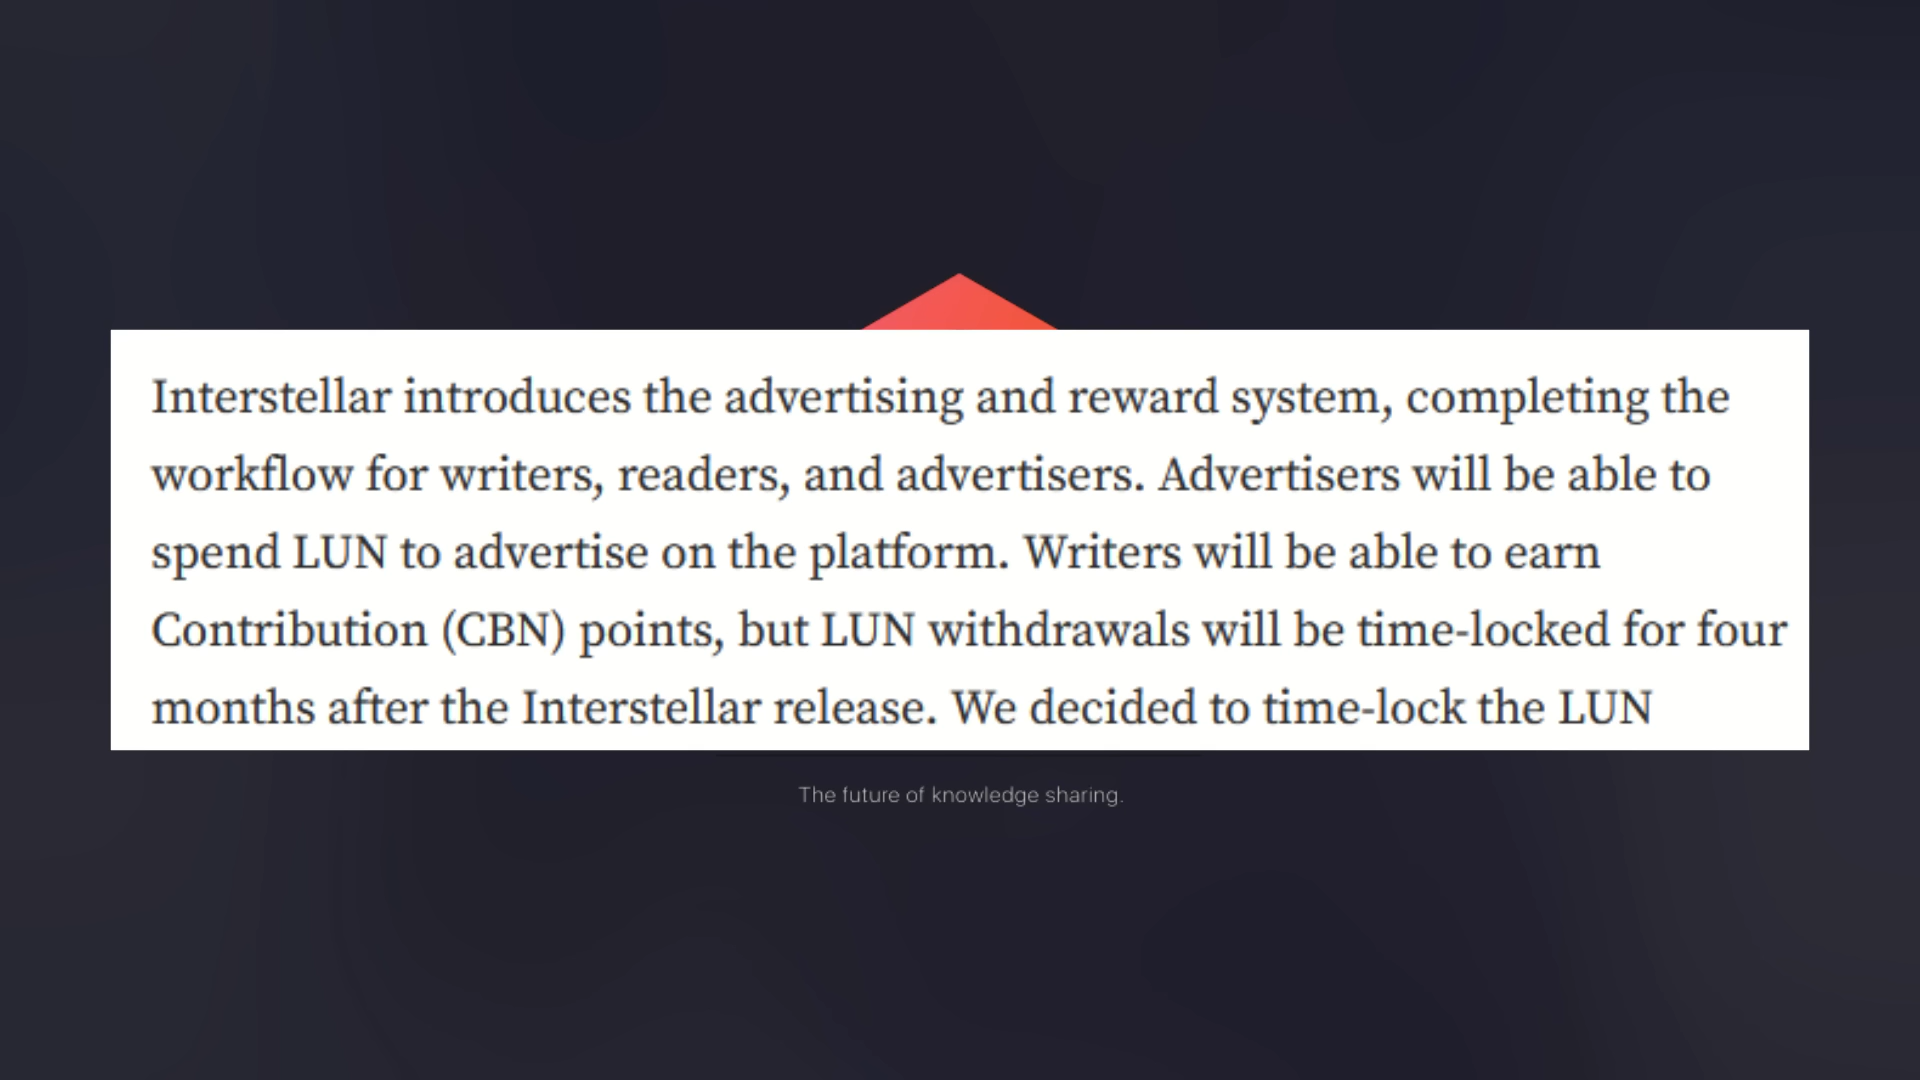 Interstellar introduces the advertising and reward system, completing the
workflow for writers, readers, and advertisers. Advertisers will be able to
spend LUN to advertise on the platform. Writers will be able to earn
Contribution (CBN) points, but LUN withdrawals will be time-locked for four
months after the Interstellar release. We decided to time-lock the LUN
The future of knowledge sharing.